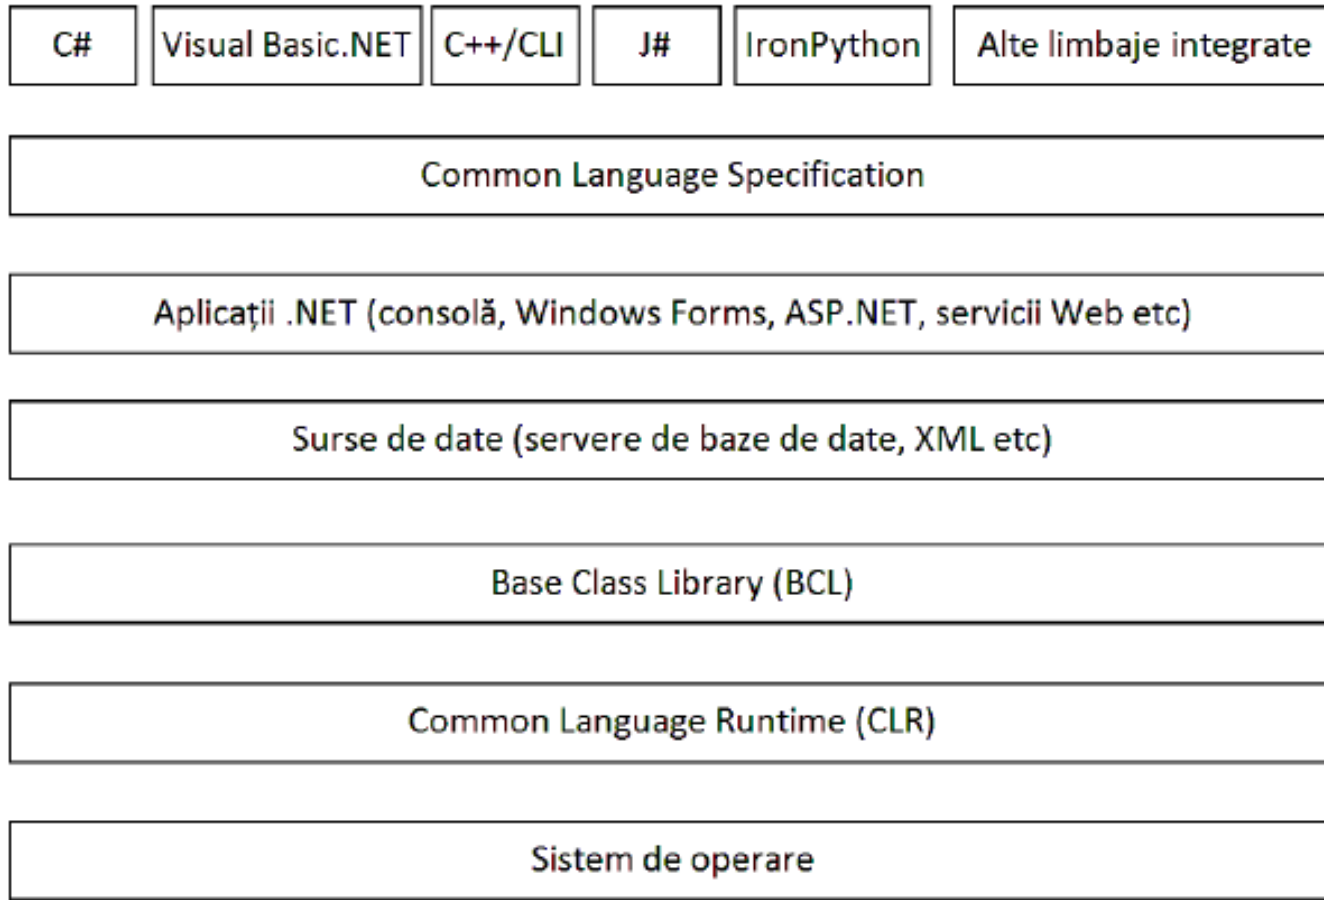 C#
Visual Basic.NET
C++/CLI
J#
IronPython
Alte limbaje integrate
Common Language Specification
Aplicații .NET (consolă, Windows Forms, ASP.NET, servicii Web etc)
Surse de date (servere de baze de date, XML etc)
Base Class Library (BCL)
Common Language Runtime (CLR)
Sistem de operare